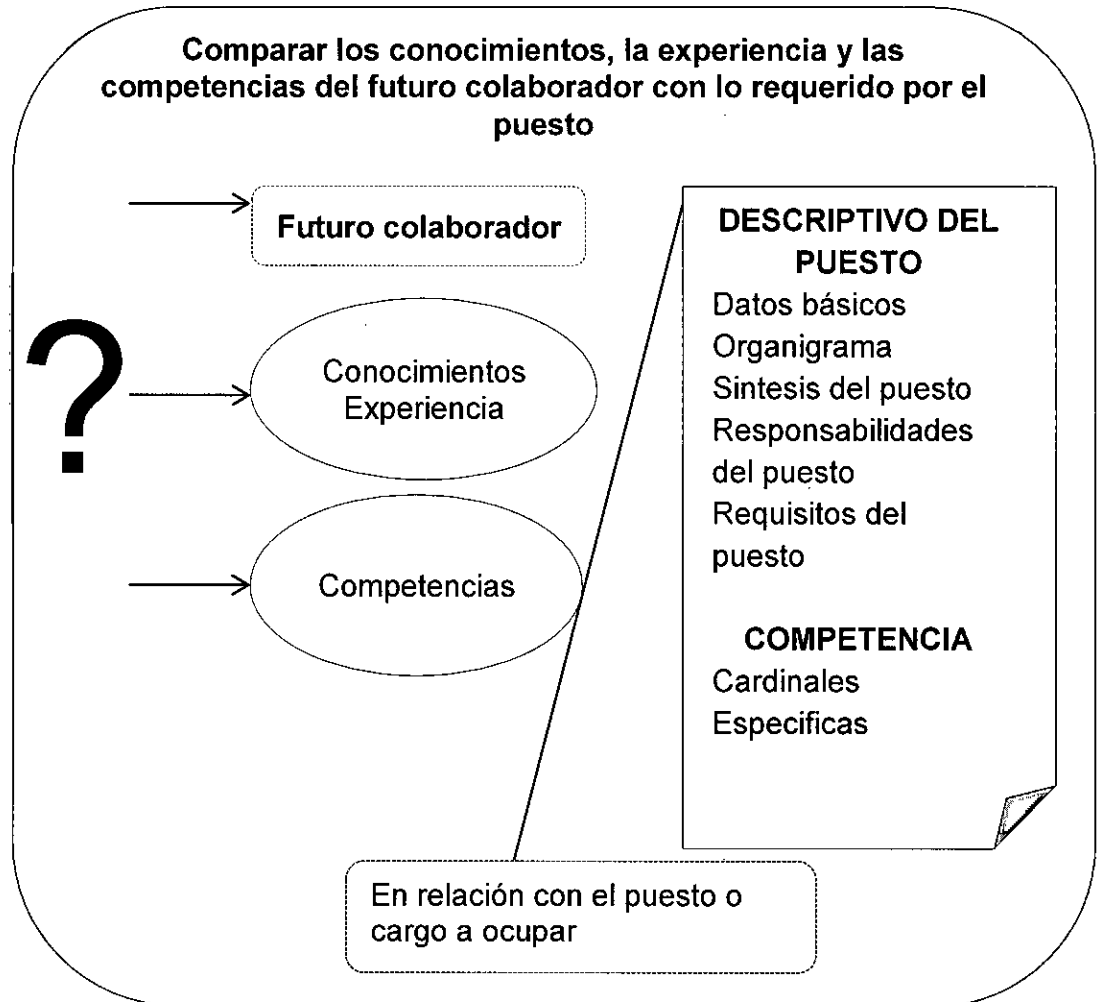 Comparar los conocimientos, la experiencia y las
competencias del futuro colaborador con lo requerido por el
puesto
Futuro colaborador
?
Conocimientos
Experiencia
Competencias
DESCRIPTIVO DEL
PUESTO
Datos básicos
Organigrama
Sintesis del puesto
Responsabilidades
del puesto
Requisitos del
puesto
COMPETENCIA
Cardinales
Especificas
En relación con el puesto o
cargo a ocupar